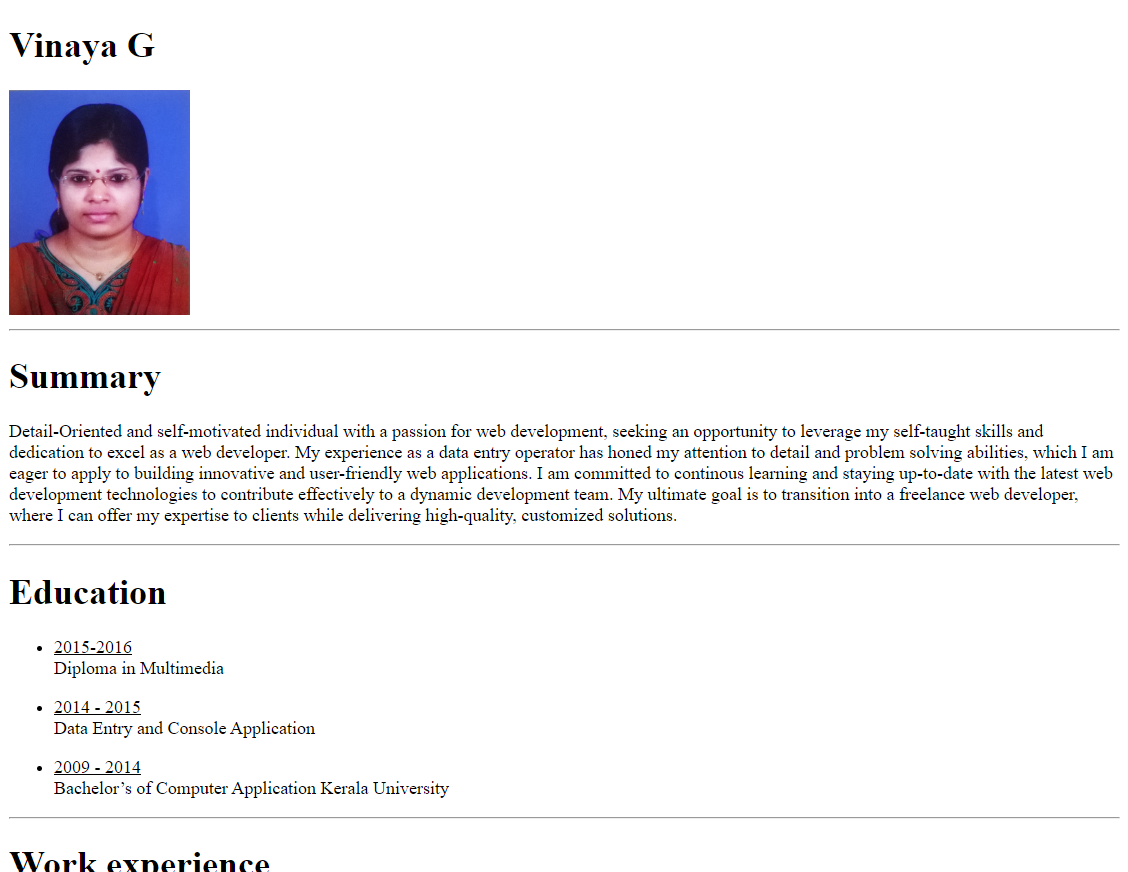 Vinaya G
Summary
Detail-Oriented and self-motivated individual with a passion for web development, seeking an opportunity to leverage my self-taught skills and
dedication to excel as a web developer. My experience as a data entry operator has honed my attention to detail and problem solving abilities, which I am
eager to apply to building innovative and user-friendly web applications. I am committed to continous learning and staying up-to-date with the latest web
development technologies to contribute effectively to a dynamic development team. My ultimate goal is to transition into a freelance web developer,
where I can offer my expertise to clients while delivering high-quality, customized solutions.
Education
• 2015-2016
Diploma in Multimedia
• 2014 - 2015
Data Entry and Console Application
• 2009 - 2014
Bachelor’s of Computer Application Kerala University
Work experience